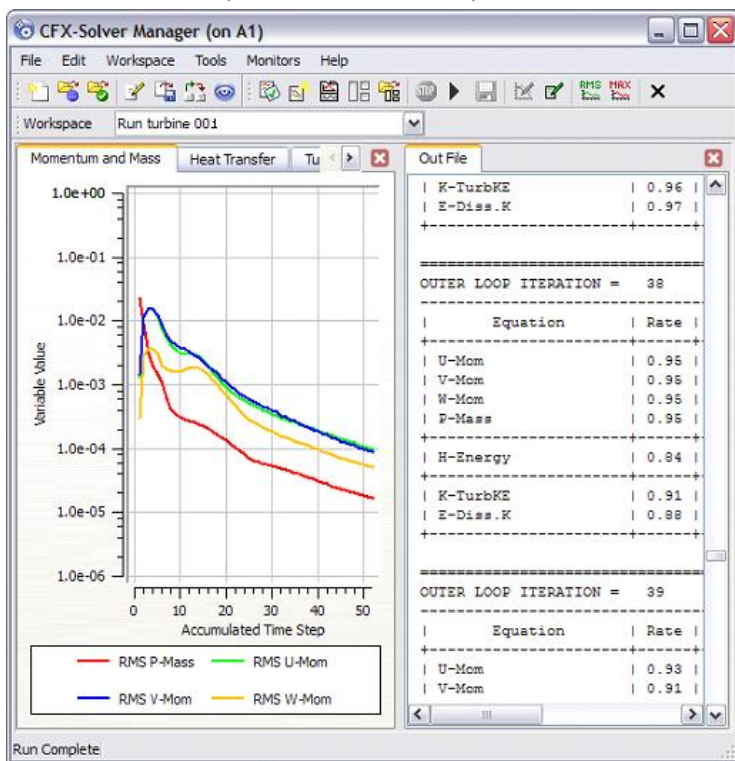 CFX-Solver Manager (on A1)
File Edit Workspace Tools Monitors Help
STOP RMS MAX
Workspace Run turbine 001
Momentum and Mass Heat Transfer Tu
1.0e+00
1.0e-01
1.0e-02
1.0e-03
1.0e-04
1.0e-05
1.0e-06
Variable Value
0 10 20 30 40 50
Accumulated Time Step
RMS P-Mass RMS U-Mom
RMS V-Mom RMS W-Mom
Out File
| K-TurbKE | 0.96 |
| E-Diss.K | 0.97 |
+----------------------+------+-
======================================
OUTER LOOP ITERATION = 38
--------------------------------------
| Equation | Rate |
+----------------------+------+-
| U-Mom | 0.95 |
| V-Mom | 0.95 |
| W-Mom | 0.95 |
| P-Mass | 0.95 |
+----------------------+------+-
| H-Energy | 0.84 |
+----------------------+------+-
| K-TurbKE | 0.91 |
| E-Diss.K | 0.88 |
+----------------------+------+-
======================================
OUTER LOOP ITERATION = 39
--------------------------------------
| Equation | Rate |
+----------------------+------+-
| U-Mom | 0.93 |
| V-Mom | 0.91 |
Run Complete